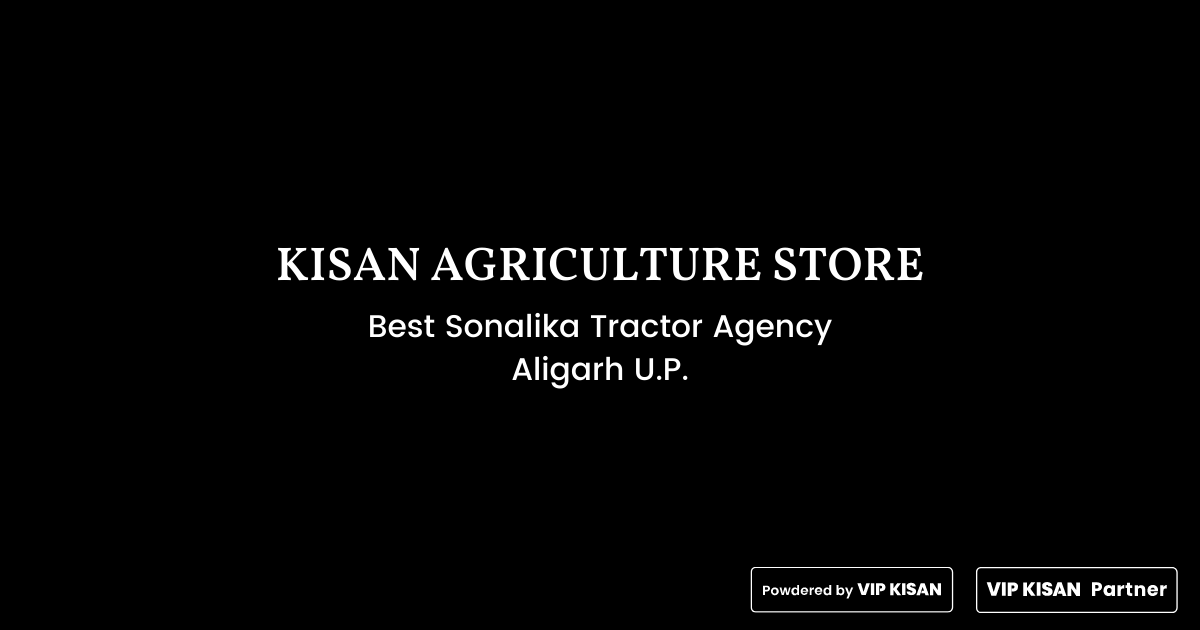 KISAN AGRICULTURE STORE
Best Sonalika Tractor Agency
Aligarh U.P.
Powdered by VIP KISAN
VIP KISAN Partner